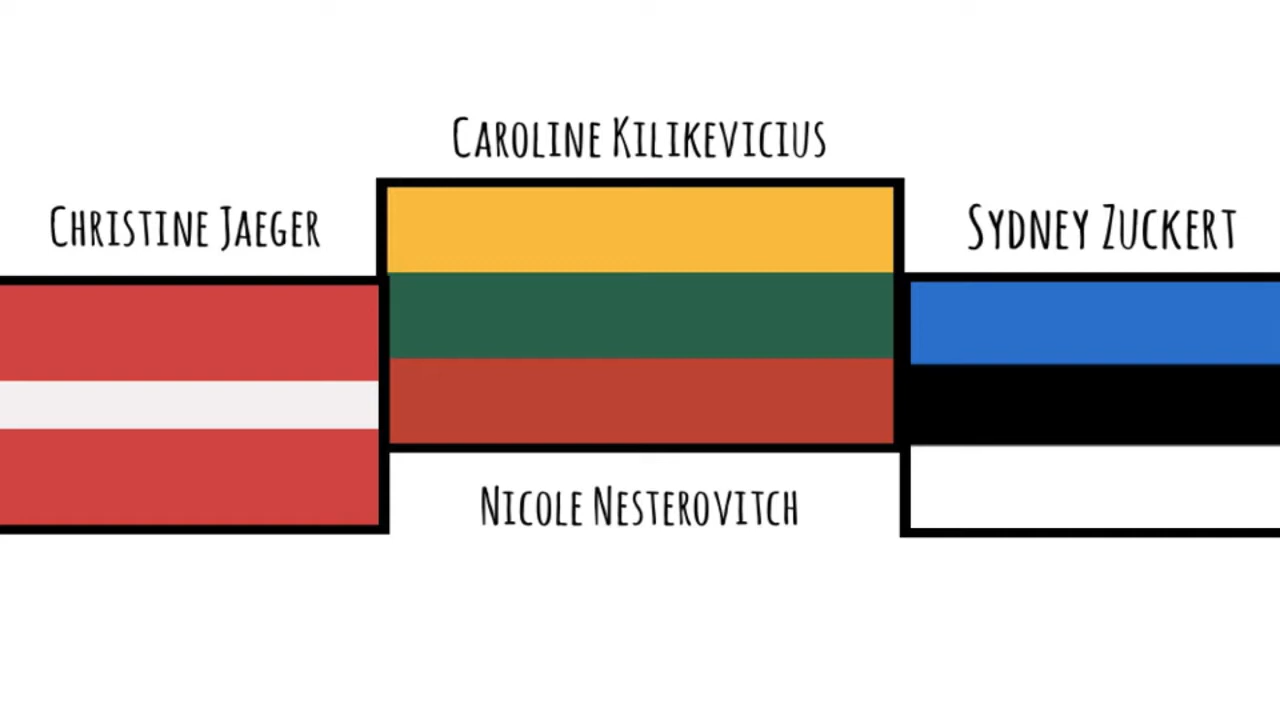 Caroline Kilikevicius
Christine Jaeger
Sydney Zuckert
Nicole Nesterovitch